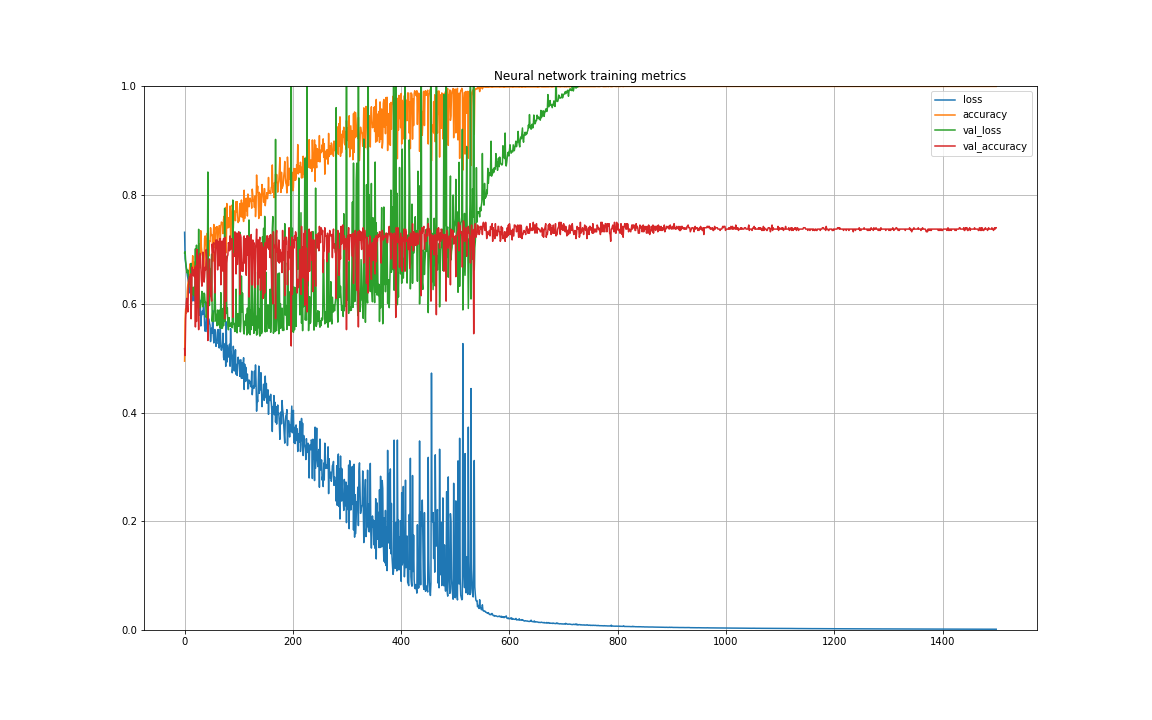 Neural network training metrics
1.0
loss
accuracy
val_loss
val_accuracy
0.8
0.6
0.4
0.2
0.0
0 200 400 600 800 1000 1200 1400